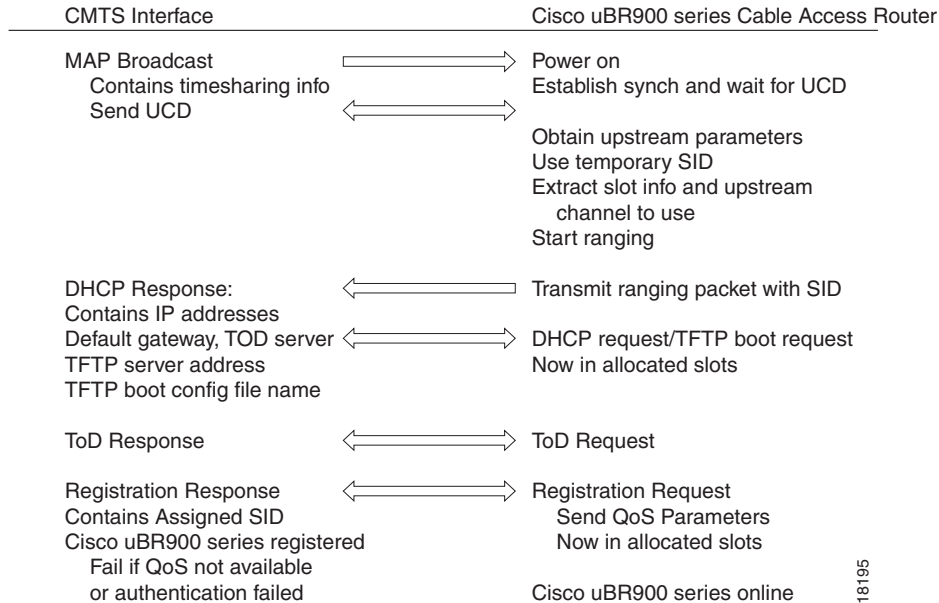 CMTS Interface Cisco uBR900 series Cable Access Router
MAP Broadcast Power on
Contains timesharing info Establish synch and wait for UCD
Send UCD
Obtain upstream parameters
Use temporary SID
Extract slot info and upstream
channel to use
Start ranging
DHCP Response: Transmit ranging packet with SID
Contains IP addresses
Default gateway, TOD server DHCP request/TFTP boot request
TFTP server address Now in allocated slots
TFTP boot config file name
ToD Response ToD Request
Registration Response Registration Request
Contains Assigned SID Send QoS Parameters
Cisco uBR900 series registered Now in allocated slots
Fail if QoS not available
or authentication failed Cisco uBR900 series online
18195